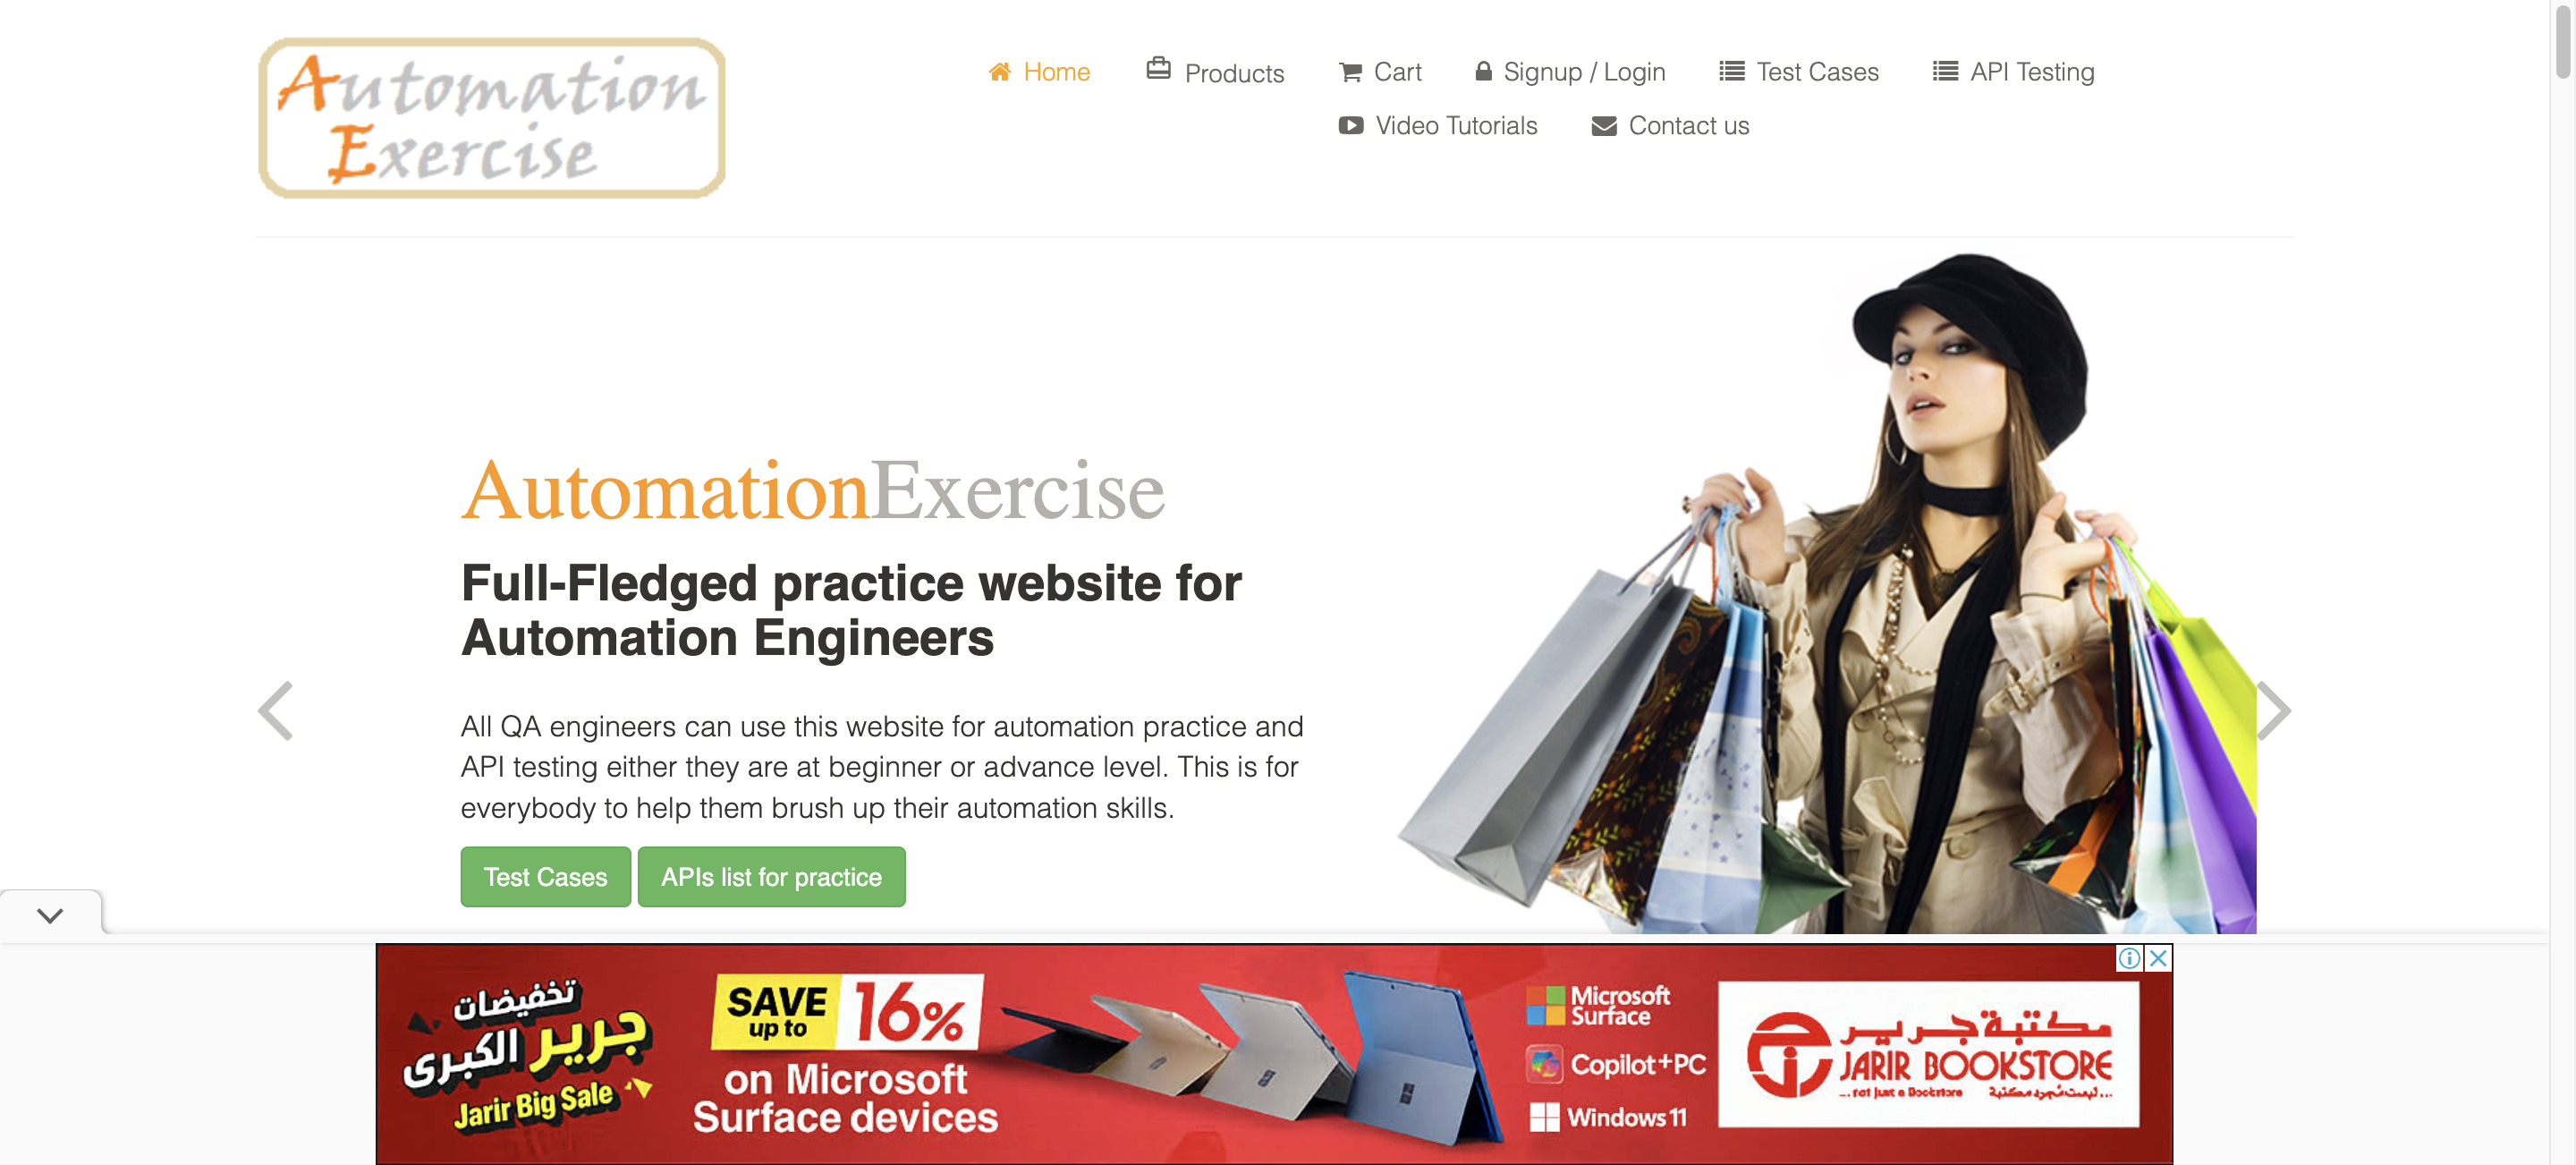 Automation
Exercise
Home
Products
Cart
Signup / Login
Test Cases
API Testing
Video Tutorials
Contact us
AutomationExercise
Full-Fledged practice website for
Automation Engineers
All QA engineers can use this website for automation practice and
API testing either they are at beginner or advance level. This is for
everybody to help them brush up their automation skills.
Test Cases
APIs list for practice
تخفيضات
جرير الكبرى
Jarir Big Sale
SAVE
up to
16%
on Microsoft
Surface devices
Microsoft
Surface
Copilot+PC
Windows 11
مكتبة جرير
JARIR BOOKSTORE
...not just a Bookstore
ليست مجرد مكتبة...